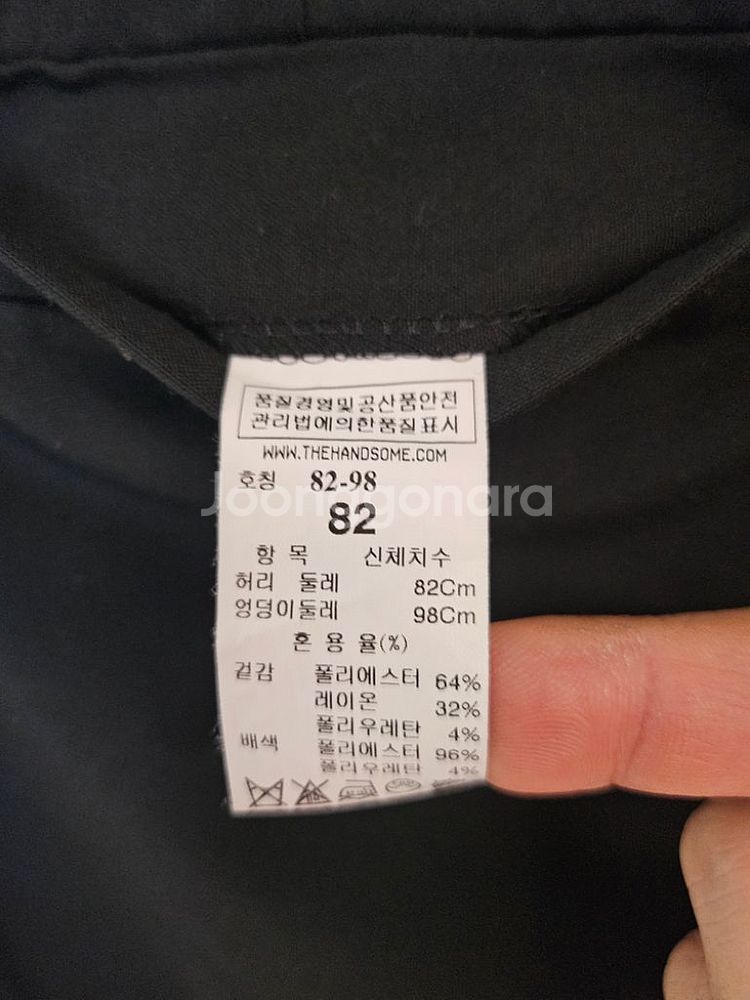 품질경영및공산품안전
관리법에의한품질표시
WWW.THEHANDSOME.COM
호칭 82-98
Joonggonara
82
항 목 신체치수
허리 둘레 82Cm
엉덩이둘레 98Cm
혼 용 율(%)
겉감 폴리에스터 64%
레이온 32%
폴리우레탄 4%
배색 폴리에스터 96%
폴리우레탄 4%